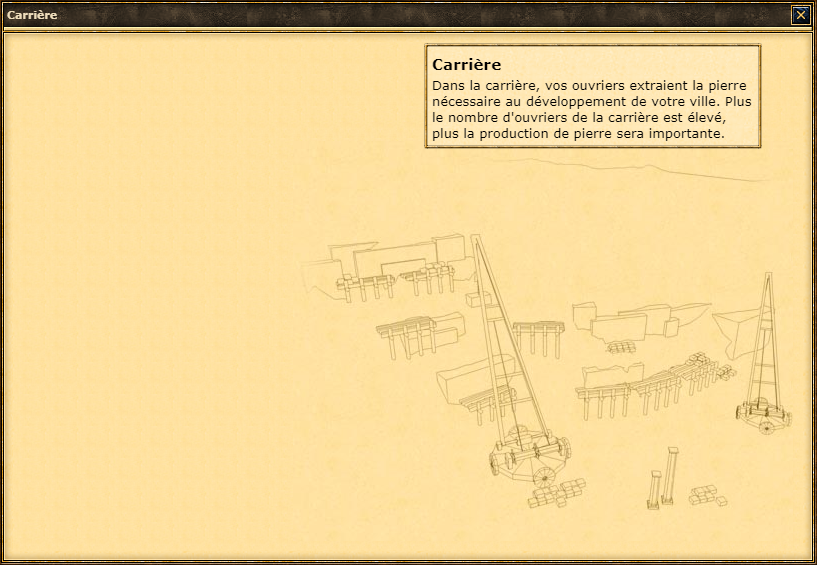 Carrière
Carrière
Dans la carrière, vos ouvriers extraient la pierre
nécessaire au développement de votre ville. Plus
le nombre d'ouvriers de la carrière est élevé,
plus la production de pierre sera importante.